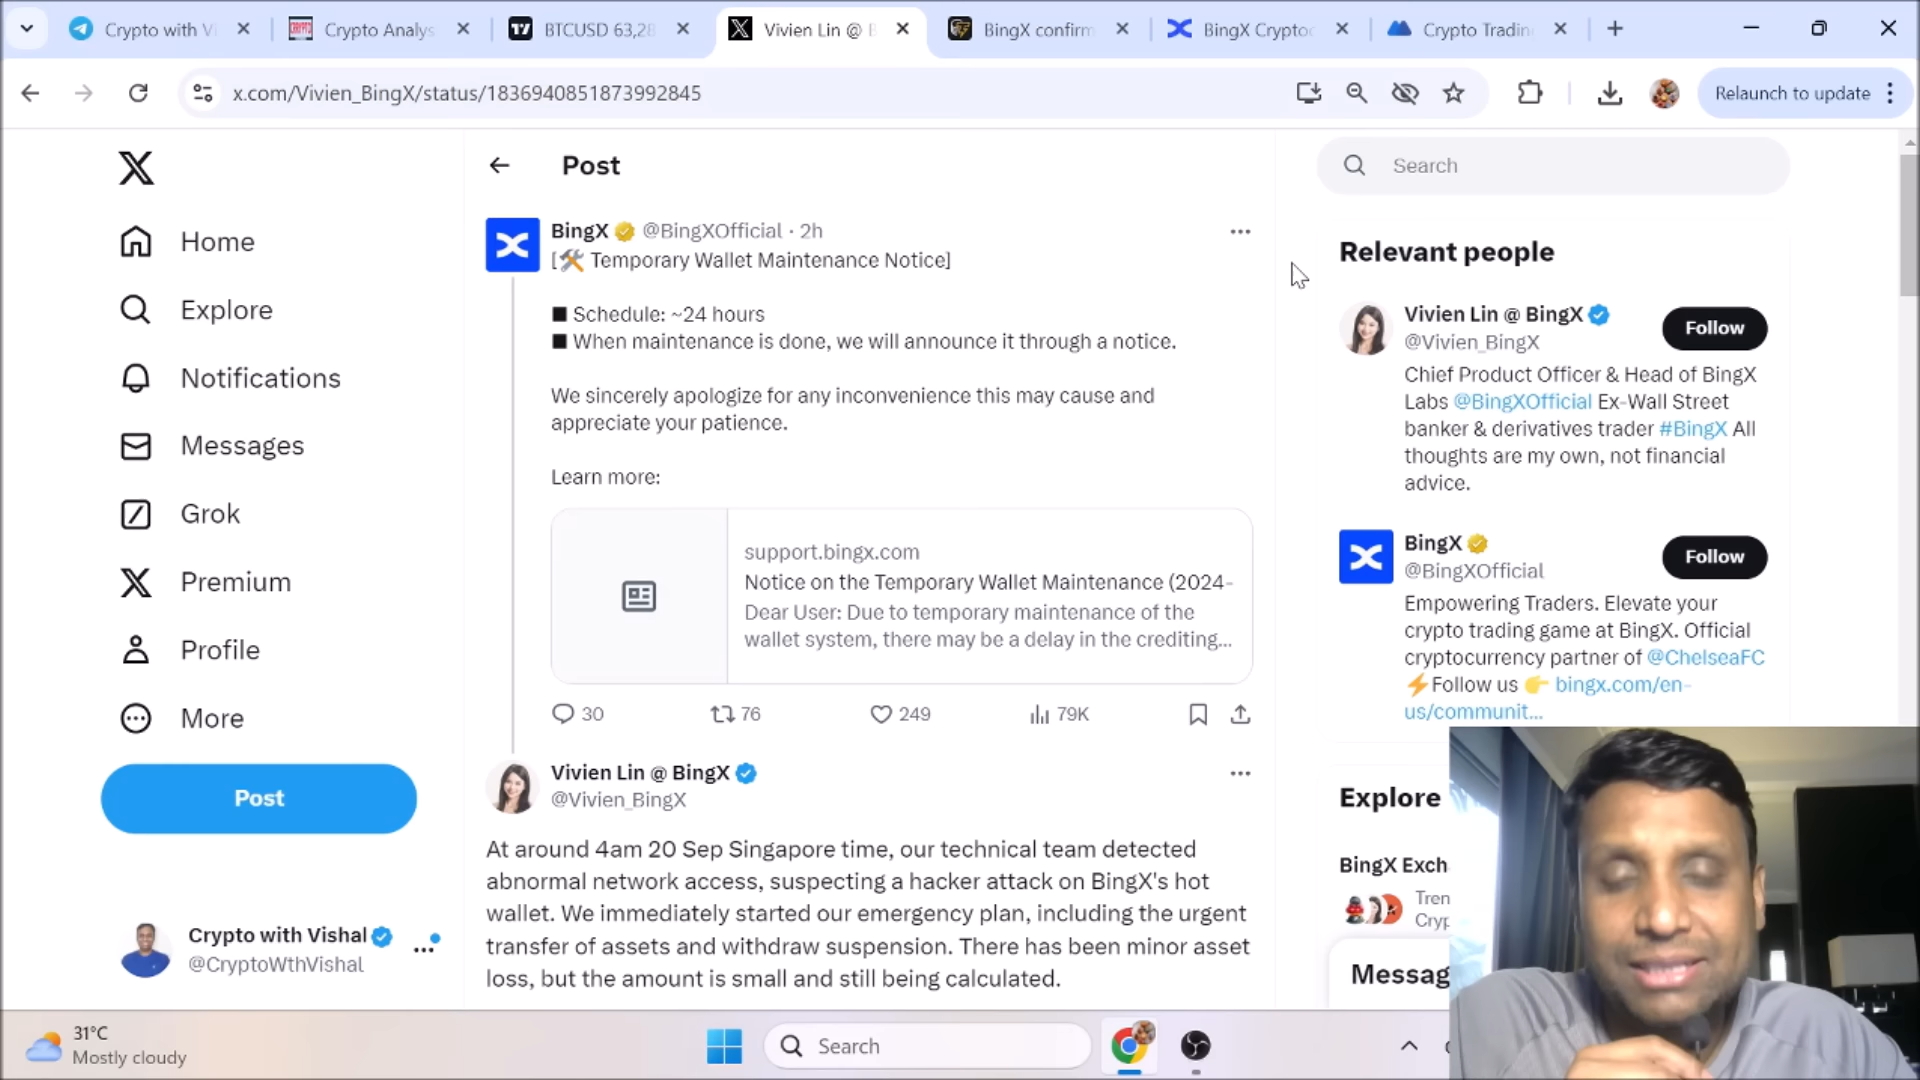 Crypto with Vi
Crypto Analys
BTCUSD 63,28
Vivien Lin @ B
BingX confirm
BingX Cryptoc
Crypto Tradin
x.com/Vivien_BingX/status/1836940851873992845
Relaunch to update
Home
Explore
Notifications
Messages
Grok
Premium
Profile
More
Post
Crypto with Vishal
@CryptoWthVishal
Post
BingX @BingXOfficial · 2h
[🛠 Temporary Wallet Maintenance Notice]
■ Schedule: ~24 hours
■ When maintenance is done, we will announce it through a notice.
We sincerely apologize for any inconvenience this may cause and
appreciate your patience.
Learn more:
support.bingx.com
Notice on the Temporary Wallet Maintenance (2024-
Dear User: Due to temporary maintenance of the
wallet system, there may be a delay in the crediting...
30 76 249 79K
Vivien Lin @ BingX
@Vivien_BingX
At around 4am 20 Sep Singapore time, our technical team detected
abnormal network access, suspecting a hacker attack on BingX's hot
wallet. We immediately started our emergency plan, including the urgent
transfer of assets and withdraw suspension. There has been minor asset
loss, but the amount is small and still being calculated.
Search
Relevant people
Vivien Lin @ BingX
@Vivien_BingX
Follow
Chief Product Officer & Head of BingX
Labs @BingXOfficial Ex-Wall Street
banker & derivatives trader #BingX All
thoughts are my own, not financial
advice.
BingX
@BingXOfficial
Follow
Empowering Traders. Elevate your
crypto trading game at BingX. Official
cryptocurrency partner of @ChelseaFC
⚡Follow us 👉 bingx.com/en-
us/communit...
Explore
BingX Exch
Tren
Cryp
Messag
31°C
Mostly cloudy
Search